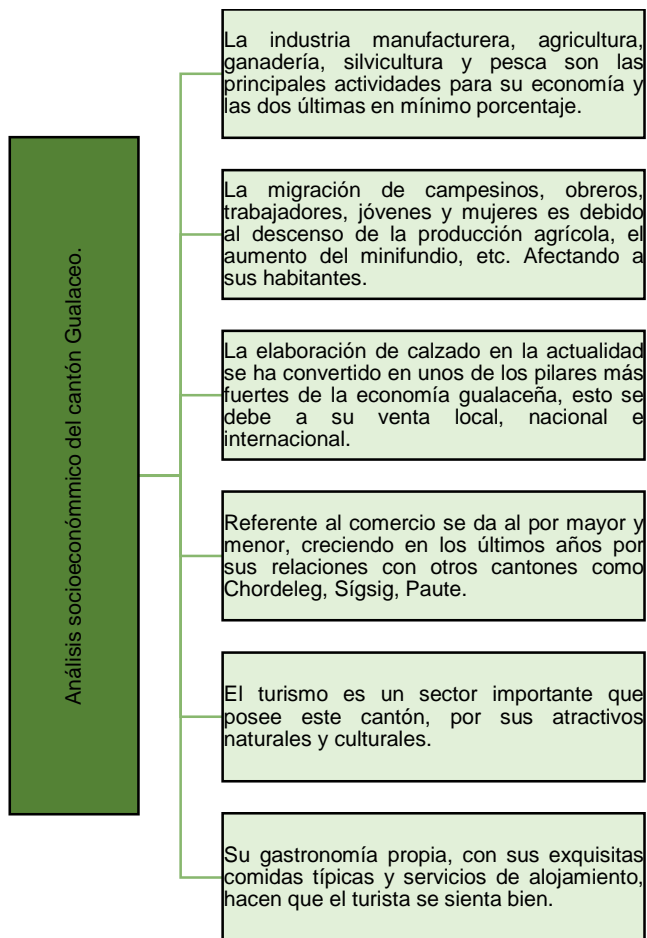 La industria manufacturera, agricultura,
ganadería, silvicultura y pesca son las
principales actividades para su economía y
las dos últimas en mínimo porcentaje.
La migración de campesinos, obreros,
trabajadores, jóvenes y mujeres es debido
al descenso de la producción agrícola, el
aumento del minifundio, etc. Afectando a
sus habitantes.
Análisis socioeconómmico del cantón Gualaceo.
La elaboración de calzado en la actualidad
se ha convertido en unos de los pilares más
fuertes de la economía gualaceña, esto se
debe a su venta local, nacional e
internacional.
Referente al comercio se da al por mayor y
menor, creciendo en los últimos años por
sus relaciones con otros cantones como
Chordeleg, Sígsig, Paute.
El turismo es un sector importante que
posee este cantón, por sus atractivos
naturales y culturales.
Su gastronomía propia, con sus exquisitas
comidas típicas y servicios de alojamiento,
hacen que el turista se sienta bien.